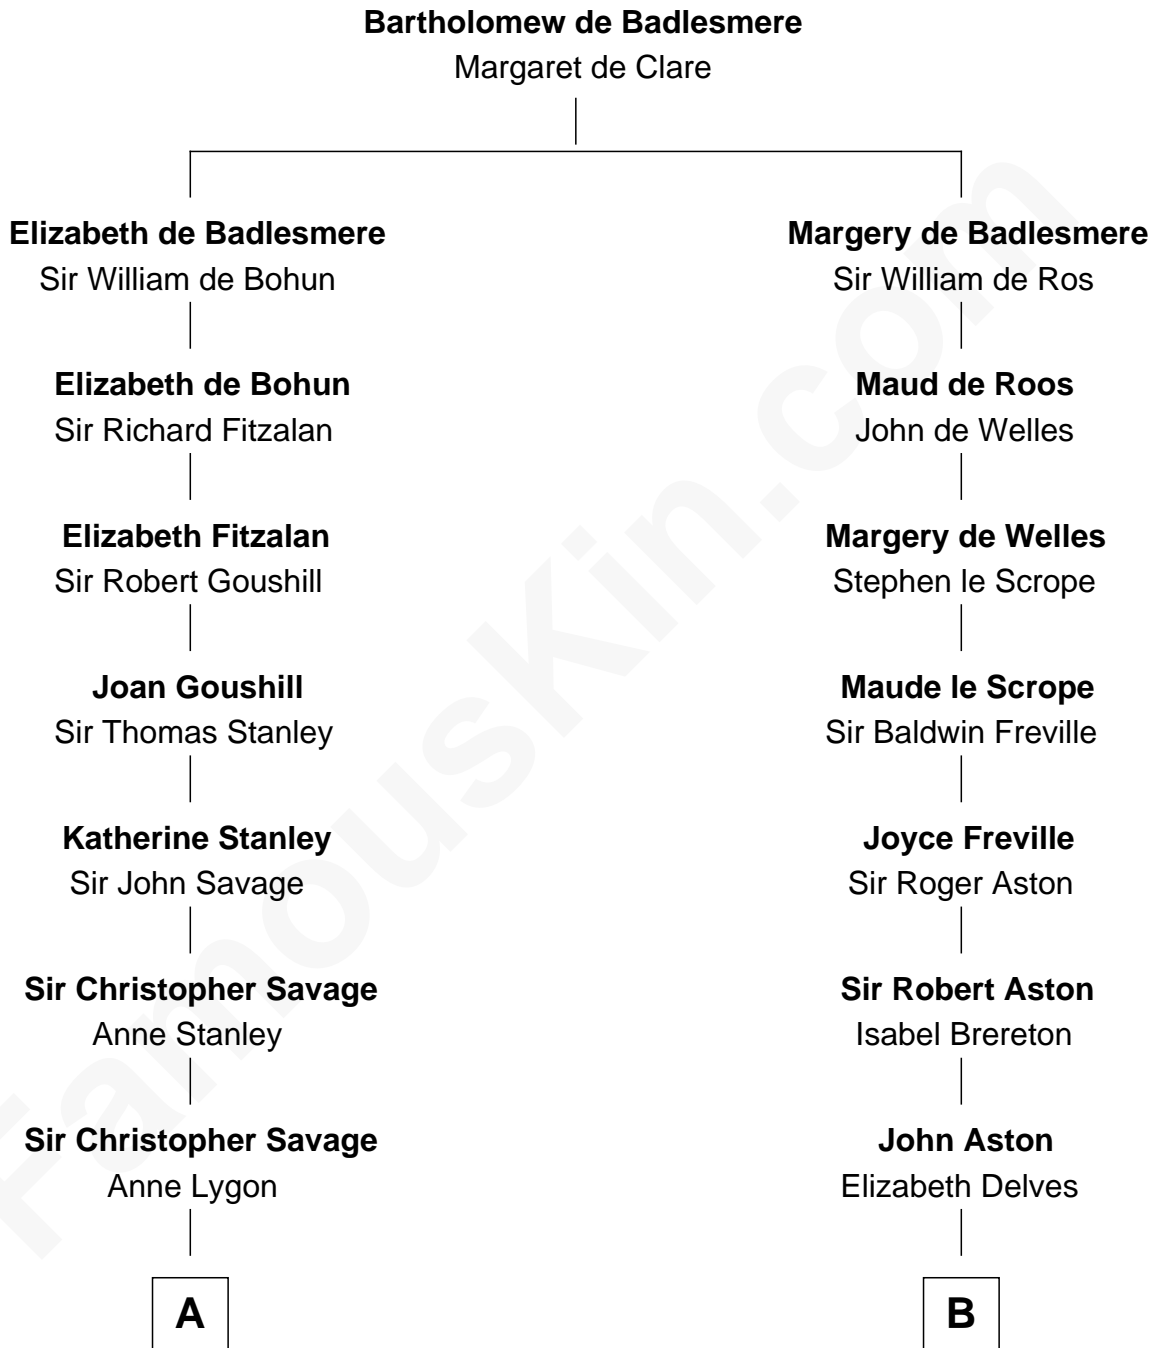 Bartholomew de Badlesmere
Margaret de Clare
Elizabeth de Badlesmere
Sir William de Bohun
Elizabeth de Bohun
Sir Richard Fitzalan
Elizabeth Fitzalan
Sir Robert Goushill
Joan Goushill
Sir Thomas Stanley
Katherine Stanley
Sir John Savage
Sir Christopher Savage
Anne Stanley
Sir Christopher Savage
Anne Lygon
A
Margery de Badlesmere
Sir William de Ros
Maud de Roos
John de Welles
Margery de Welles
Stephen le Scrope
Maude le Scrope
Sir Baldwin Freville
Joyce Freville
Sir Roger Aston
Sir Robert Aston
Isabel Brereton
John Aston
Elizabeth Delves
B
FamousKin.com